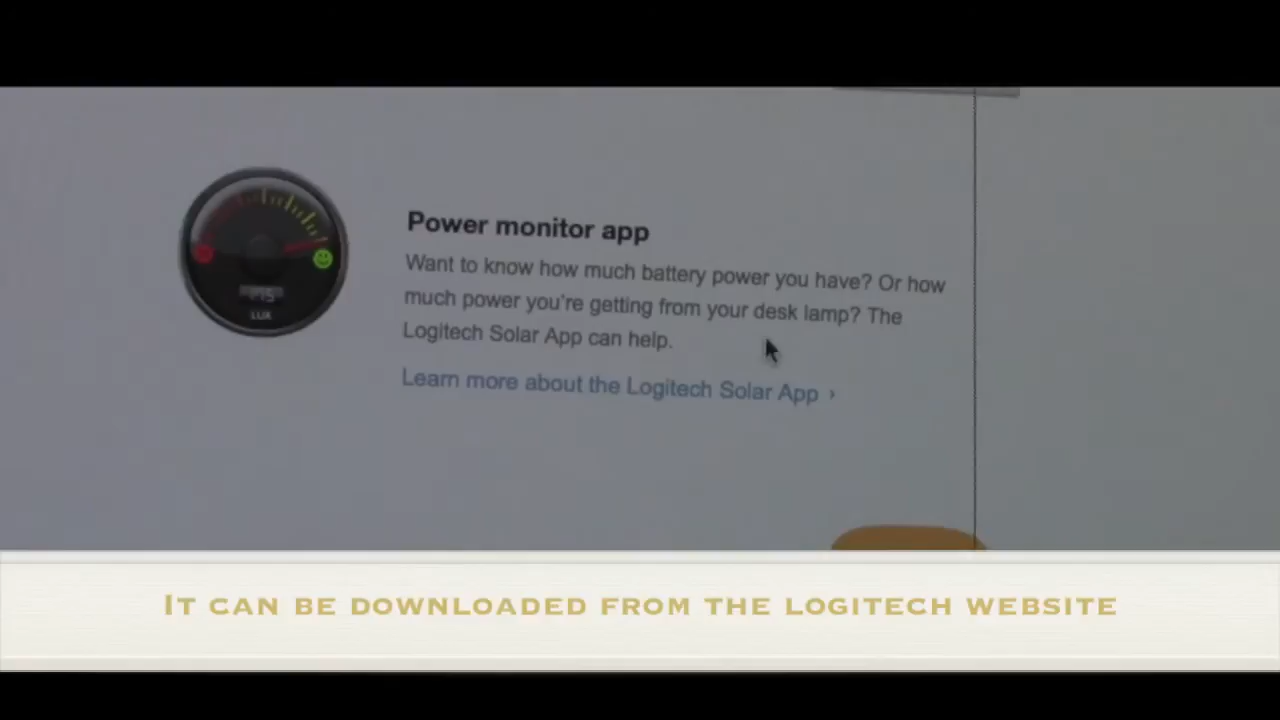 Power monitor app
Want to know how much battery power you have? Or how
much power you're getting from your desk lamp? The
Logitech Solar App can help.
Learn more about the Logitech Solar App ›
LUX
IT CAN BE DOWNLOADED FROM THE LOGITECH WEBSITE